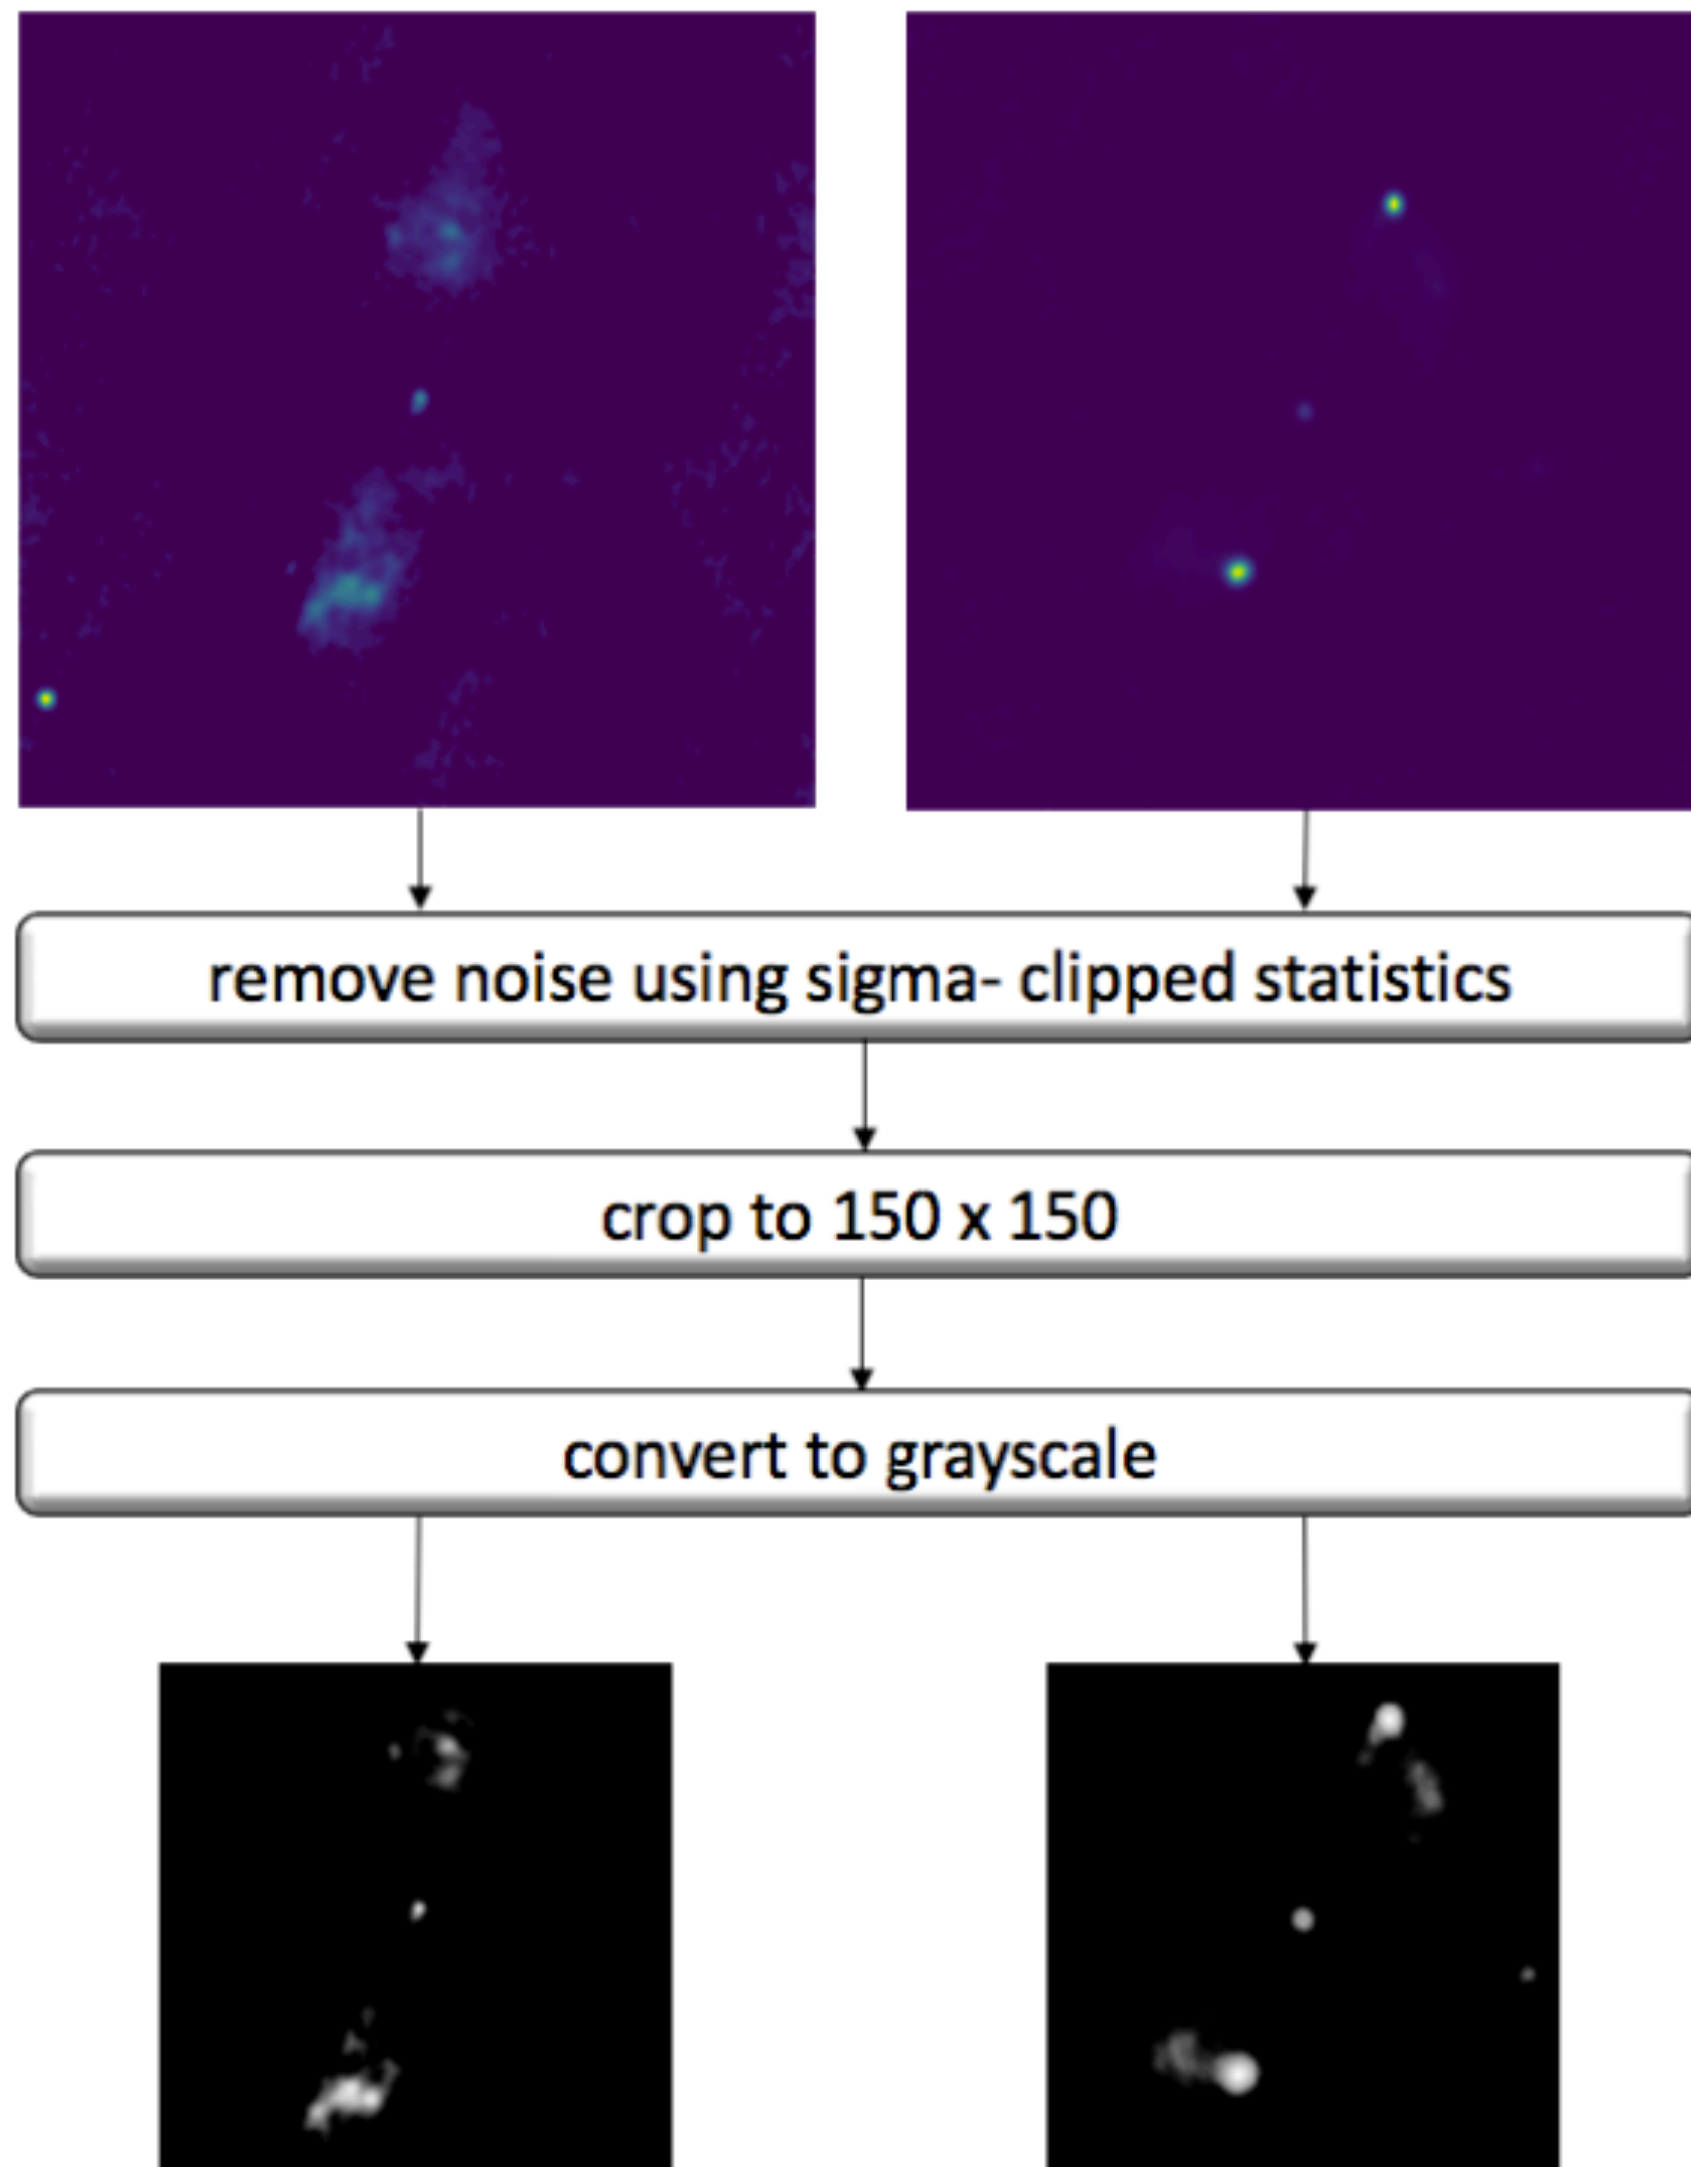 remove noise using sigma- clipped statistics
crop to 150 x 150
convert to grayscale